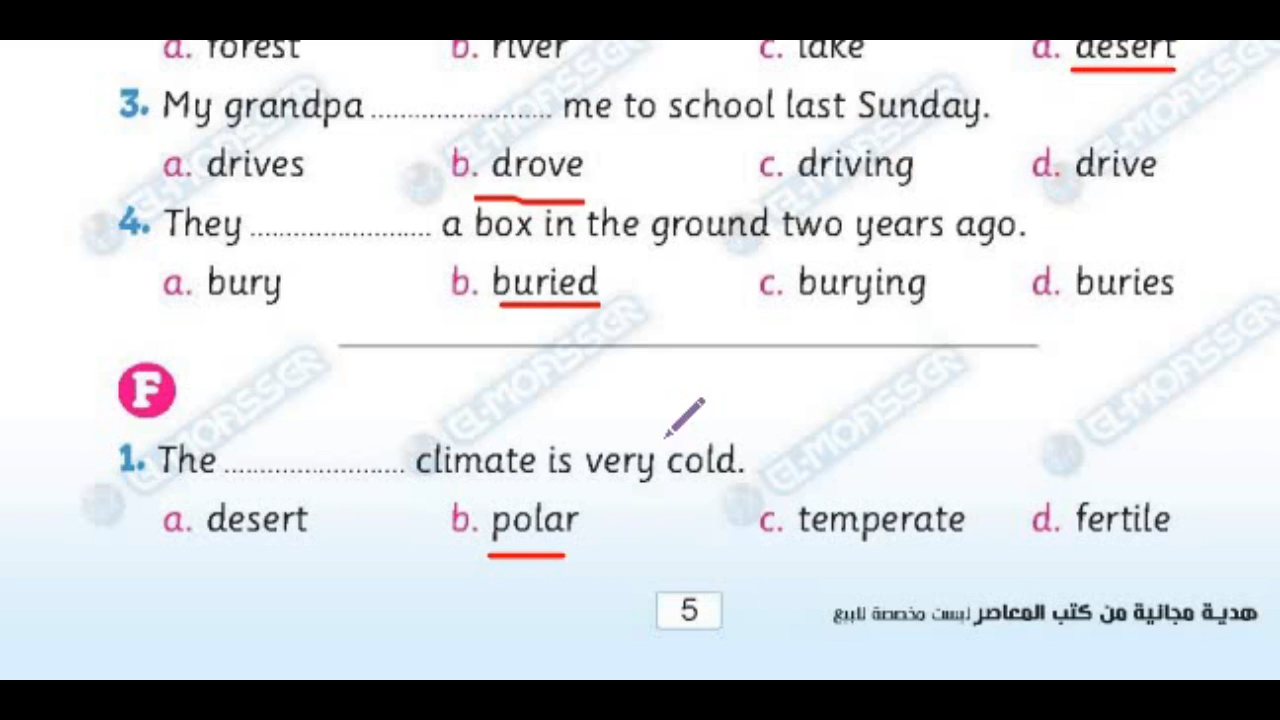 a. forest b. river c. lake d. desert
3. My grandpa ........................ me to school last Sunday.
a. drives b. drove c. driving d. drive
4. They ........................ a box in the ground two years ago.
a. bury b. buried c. burying d. buries
F
1. The ........................ climate is very cold.
a. desert b. polar c. temperate d. fertile
5
هدية مجانية من كتب المعاصر ليست مخصصة للبيع
EL-MOASSER